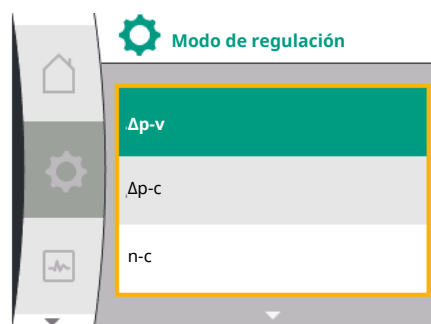 Modo de regulación
Δp-v
Δp-c
n-c